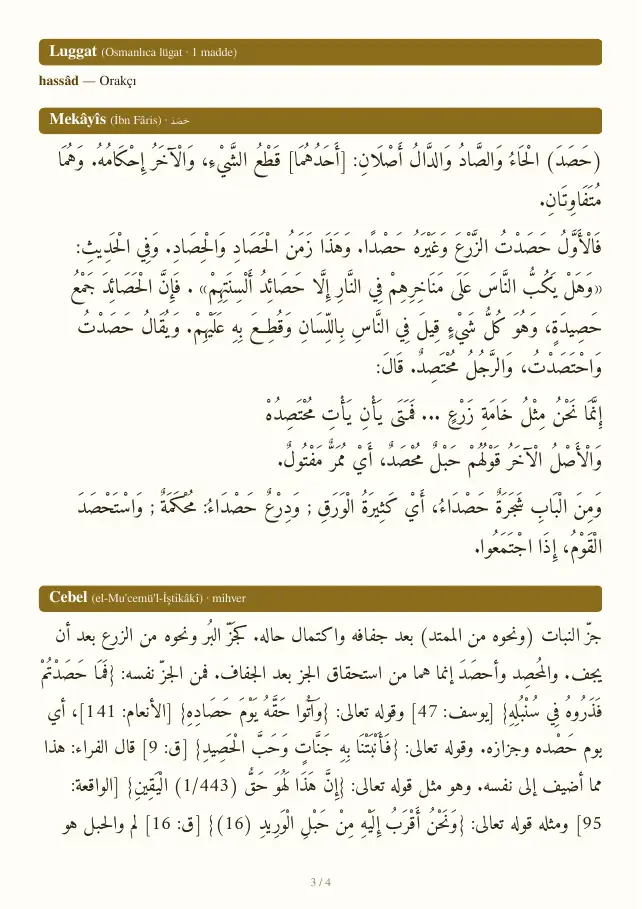 Luggat (Osmanlıca lügat · 1 madde)
hassâd — Orakçı
Mekâyîs (İbn Fâris) · حَصَدَ
(حَصَدَ) الْحَاءُ وَالصَّادُ وَالدَّالُ أَصْلَانِ: [أَحَدُهُمَا] قَطْعُ الشَّيْءِ، وَالْآخَرُ إِحْكَامُهُ. وَهُمَا
مُتَفَاوِتَانِ.
فَالْأَوَّلُ حَصَدْتُ الزَّرْعَ وَغَيْرَهُ حَصْدًا. وَهَذَا زَمَنُ الْحَصَادِ وَالْحِصَادِ. وَفِي الْحَدِيثِ:
«وَهَلْ يَكُبُّ النَّاسَ عَلَى مَنَاخِرِهِمْ فِي النَّارِ إِلَّا حَصَائِدُ أَلْسِنَتِهِمْ» . فَإِنَّ الْحَصَائِدَ جَمْعُ
حَصِيدَةٍ، وَهُوَ كُلُّ شَيْءٍ قِيلَ فِي النَّاسِ بِاللِّسَانِ وَقُطِعَ بِهِ عَلَيْهِمْ. وَيُقَالُ حَصَدْتُ
وَاحْتَصَدْتُ، وَالرَّجُلُ مُحْتَصِدٌ. قَالَ:
إِنَّمَا نَحْنُ مِثْلُ خَامَةِ زَرْعٍ ... فَمَتَى يَأْنِ يَأْتِ مُحْتَصِدُهْ
وَالْأَصْلُ الْآخَرُ قَوْلُهُمْ حَبْلٌ مُحْصَدٌ، أَيْ مُمَرٌّ مَفْتُولٌ.
وَمِنَ الْبَابِ شَجَرَةٌ حَصْدَاءُ، أَيْ كَثِيرَةُ الْوَرَقِ ; وَدِرْعٌ حَصْدَاءُ: مُحْكَمَةٌ ; وَاسْتَحْصَدَ
الْقَوْمُ، إِذَا اجْتَمَعُوا.
Cebel (el-Mu'cemü'l-İştikâkî) · mihver
جزّ النبات (ونحوه من الممتد) بعد جفافه واكتمال حاله. كجَزّ البُر ونحوه من الزرع بعد أن
يجف. والمُحصِد وأحصَدَ إنما هما من استحقاق الجز بعد الجفاف. فمن الجزّ نفسه: {فَمَا حَصَدْتُمْ
فَذَرُوهُ فِي سُنْبُلِهِ} [يوسف: 47] وقوله تعالى: {وَآتُوا حَقَّهُ يَوْمَ حَصَادِهِ} [الأنعام: 141]، أي
يوم حَصْده وجزازه. وقوله تعالى: {فَأَنْبَتْنَا بِهِ جَنَّاتٍ وَحَبَّ الْحَصِيدِ} [ق: 9] قال الفراء: هذا
مما أضيف إلى نفسه. وهو مثل قوله تعالى: {إِنَّ هَذَا لَهُوَ حَقُّ (1/443) الْيَقِينِ} [الواقعة:
95] ومثله قوله تعالى: {وَنَحْنُ أَقْرَبُ إِلَيْهِ مِنْ حَبْلِ الْوَرِيدِ (16)} [ق: 16] لم والحبل هو
3 / 4